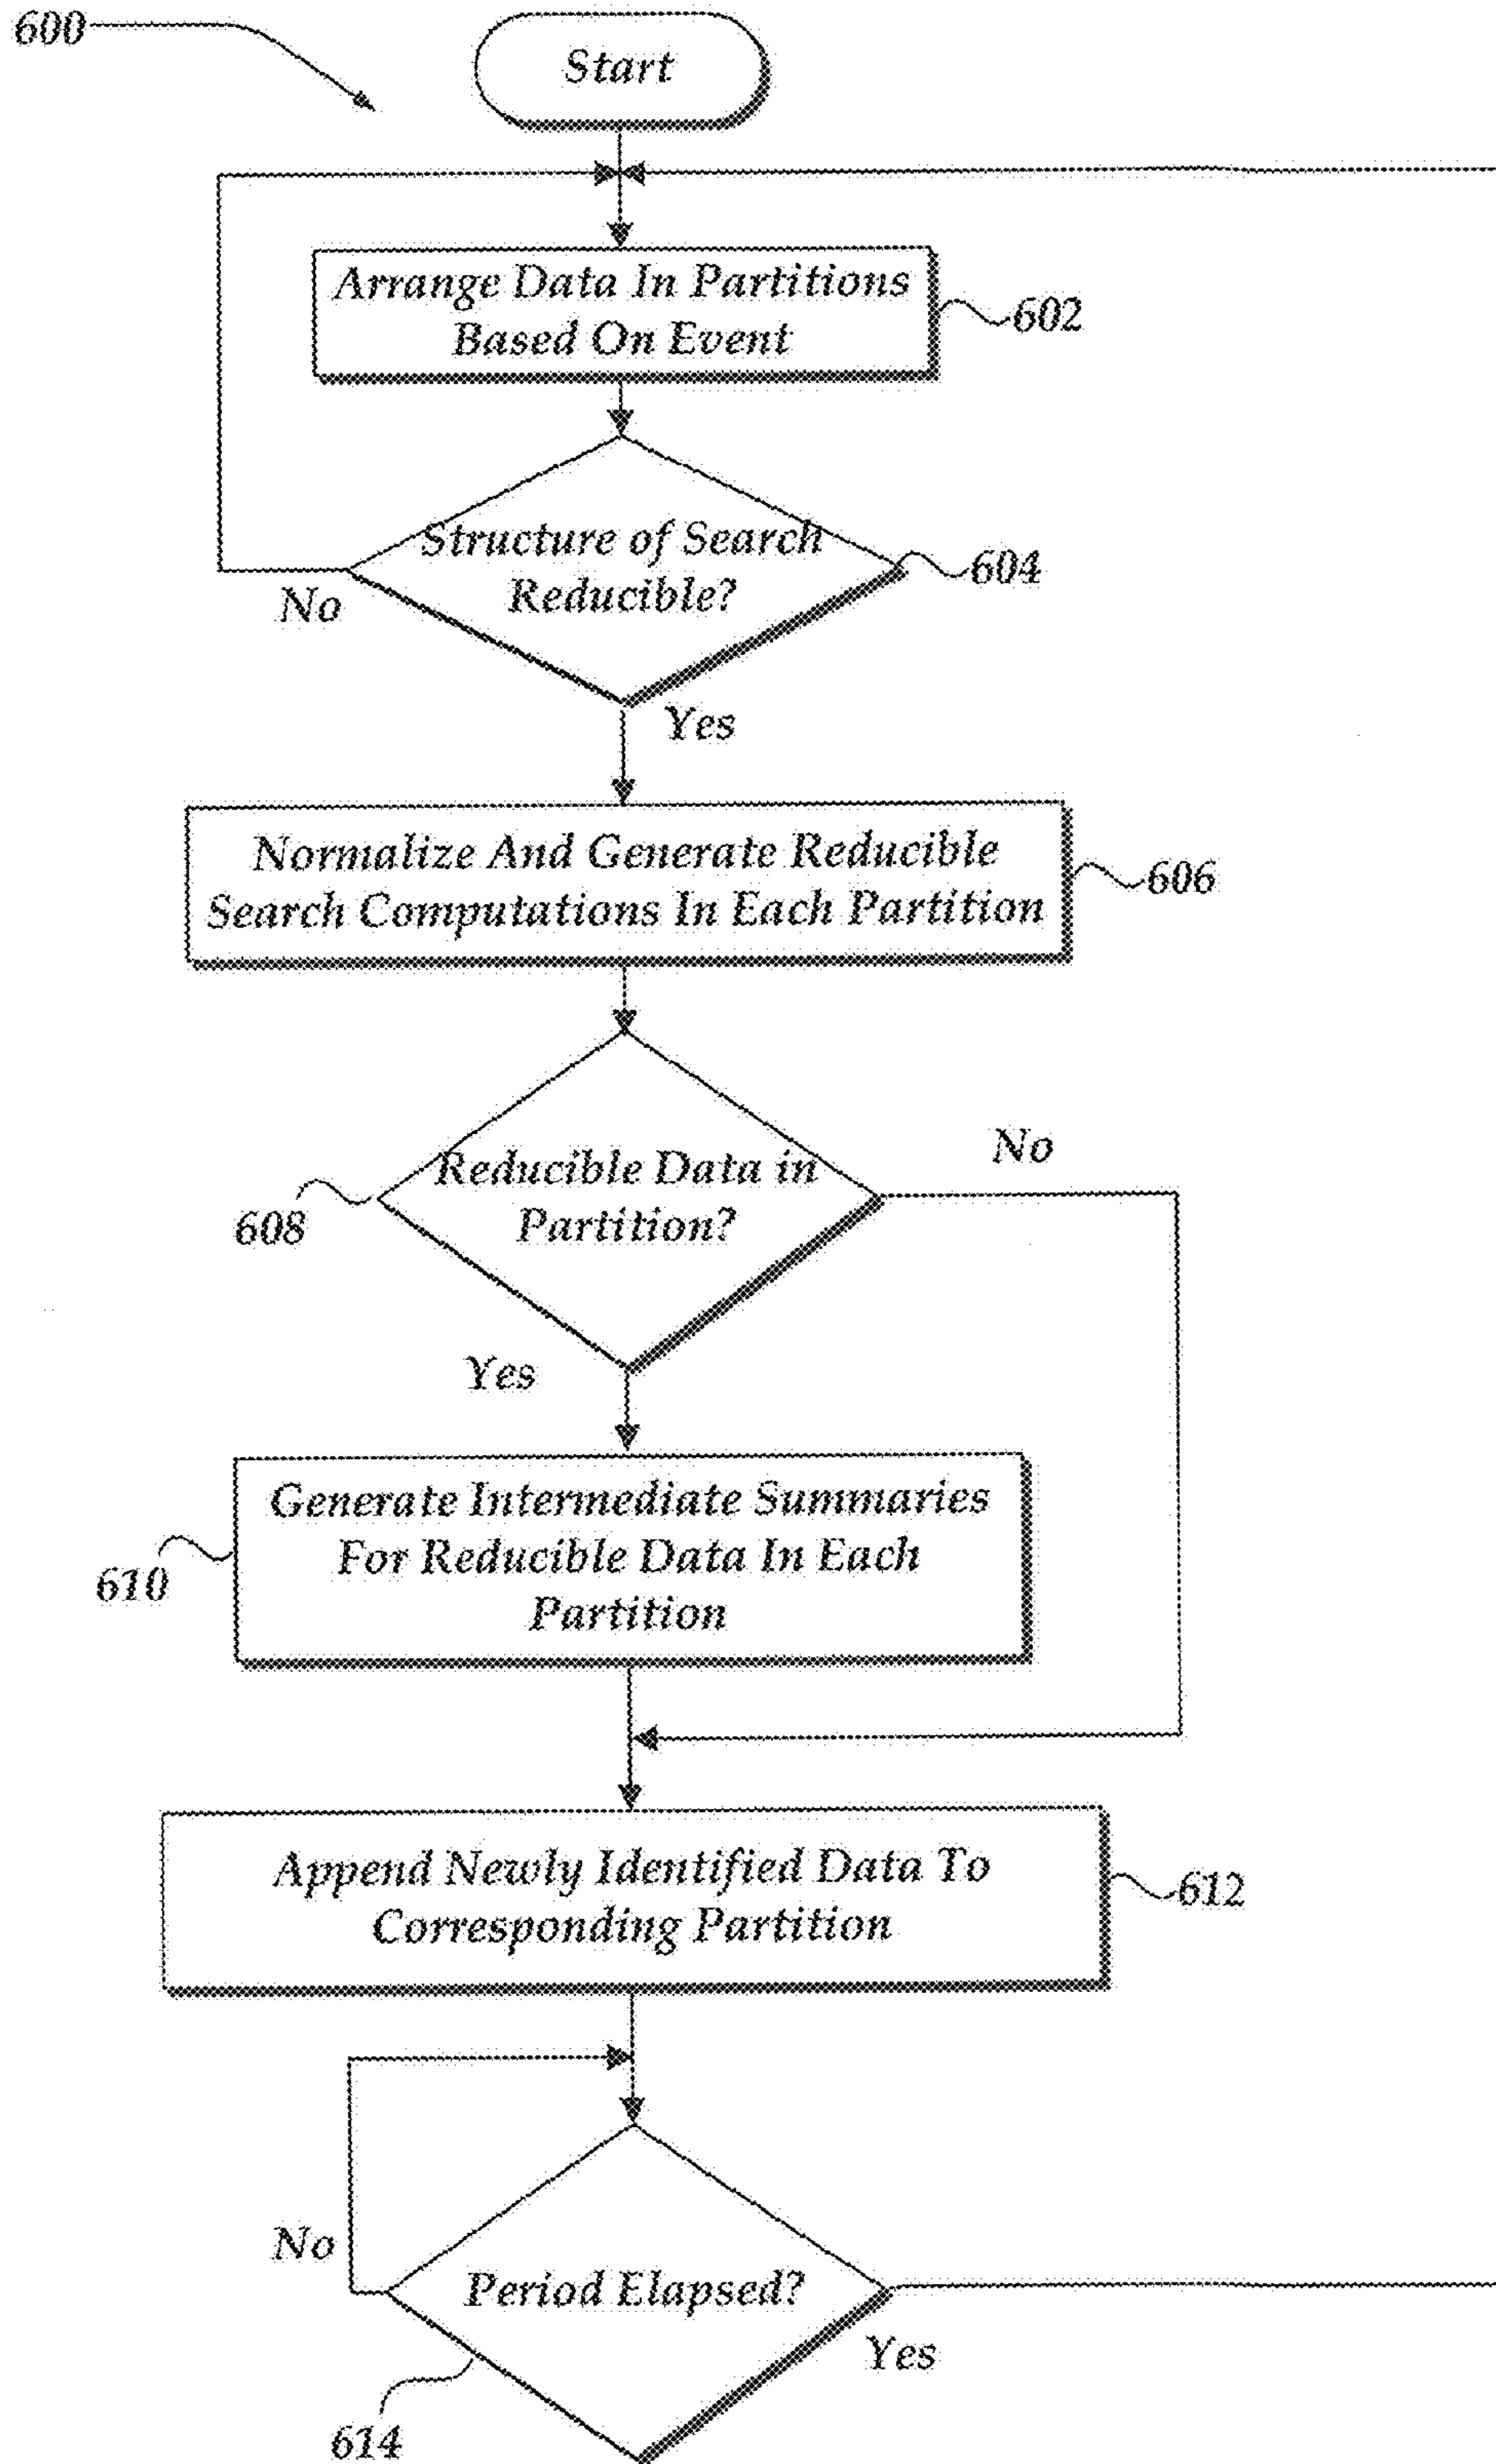 600
Start
Arrange Data In Partitions
Based On Event
602
Structure of Search
Reducible?
604
No
Yes
Normalize And Generate Reducible
Search Computations In Each Partition
606
Reducible Data in
Partition?
No
608
Yes
Generate Intermediate Summaries
For Reducible Data In Each
Partition
610
Append Newly Identified Data To
Corresponding Partition
612
No
Period Elapsed?
Yes
614